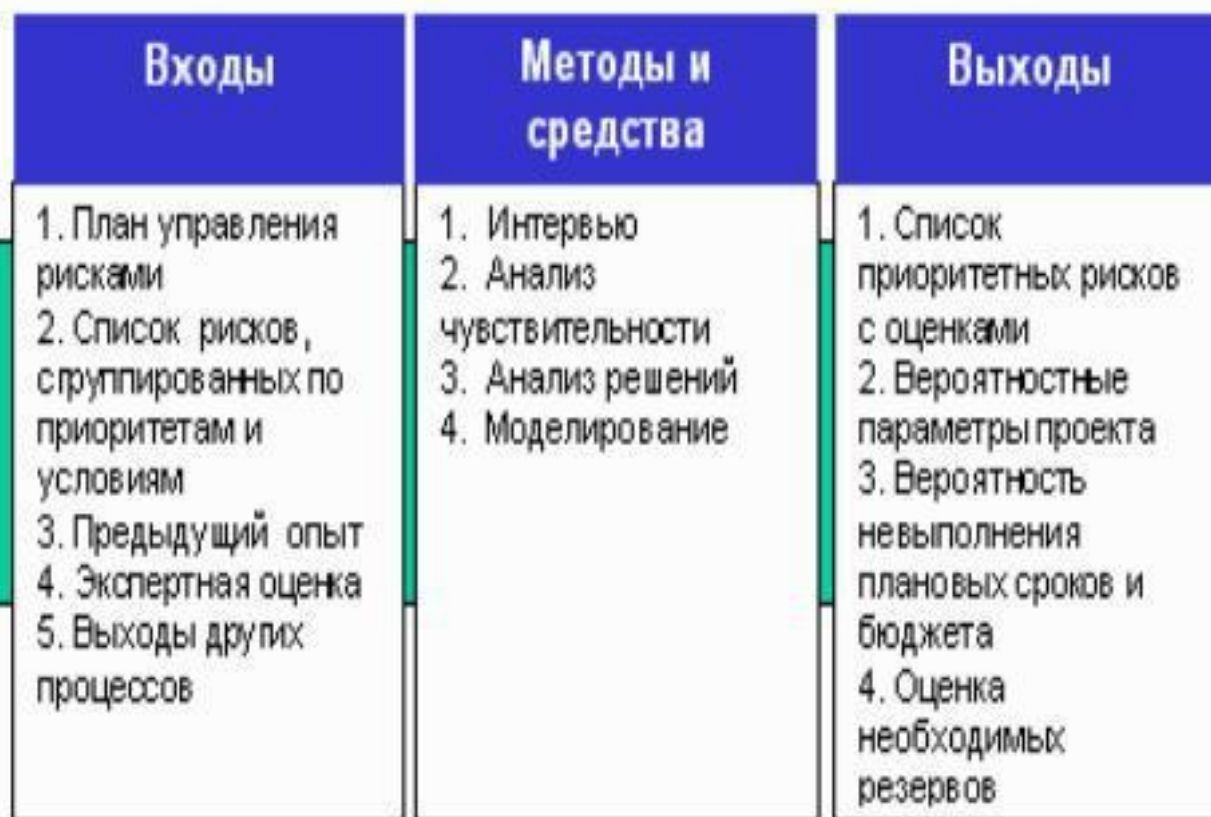 Входы
1. План управления
рисками
2. Список рисков,
сгруппированных по
приоритетам и
условиям
3. Предыдущий опыт
4. Экспертная оценка
5. Выходы других
процессов
Методы и
средства
1. Интервью
2. Анализ
чувствительности
3. Анализ решений
4. Моделирование
Выходы
1. Список
приоритетных рисков
с оценками
2. Вероятностные
параметры проекта
3. Вероятность
невыполнения
плановых сроков и
бюджета
4. Оценка
необходимых
резервов